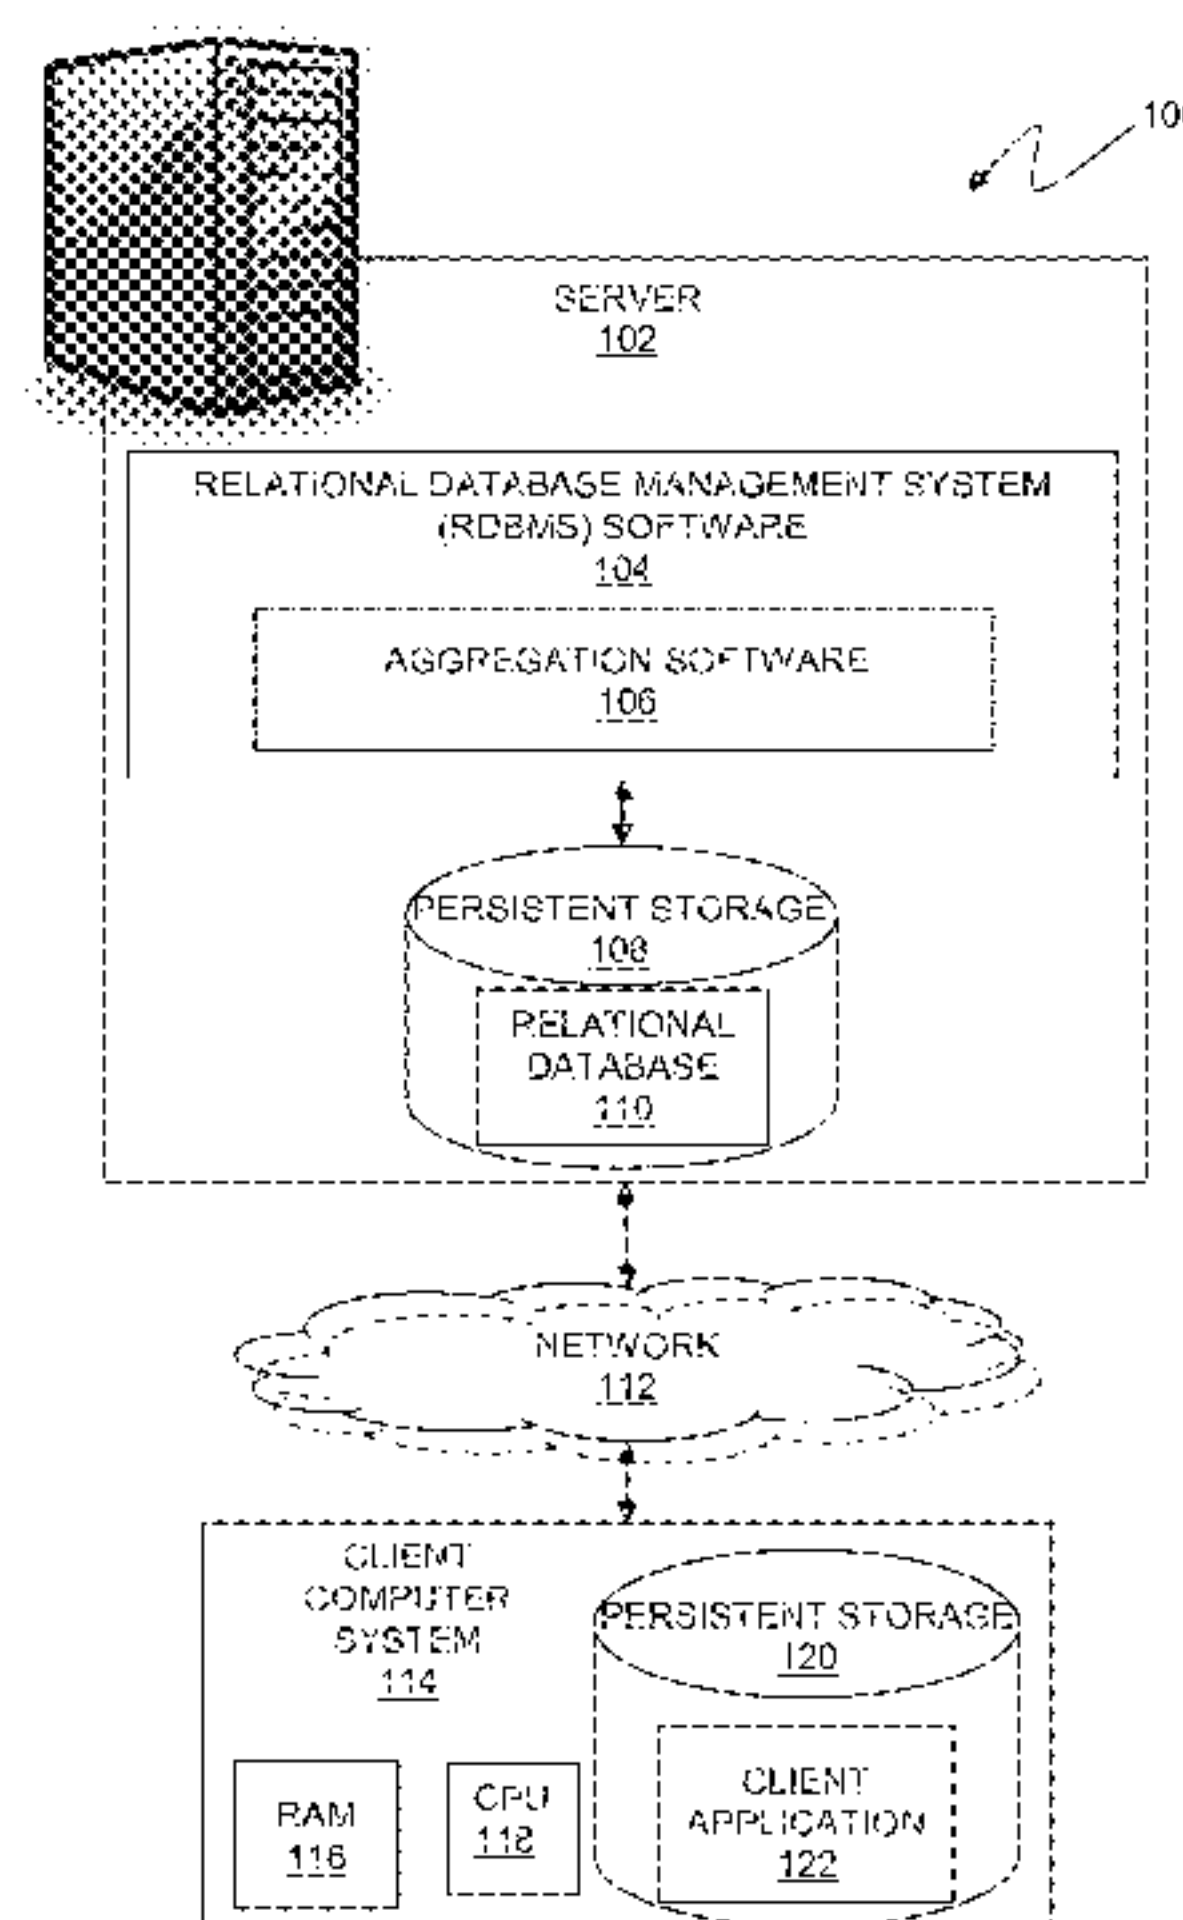 100
SERVER
102
RELATIONAL DATABASE MANAGEMENT SYSTEM
(RDBMS) SOFTWARE
104
AGGREGATION SOFTWARE
106
PERSISTENT STORAGE
108
RELATIONAL
DATABASE
110
NETWORK
112
CLIENT
COMPUTER
SYSTEM
114
PERSISTENT STORAGE
120
RAM
116
CPU
118
CLIENT
APPLICATION
122